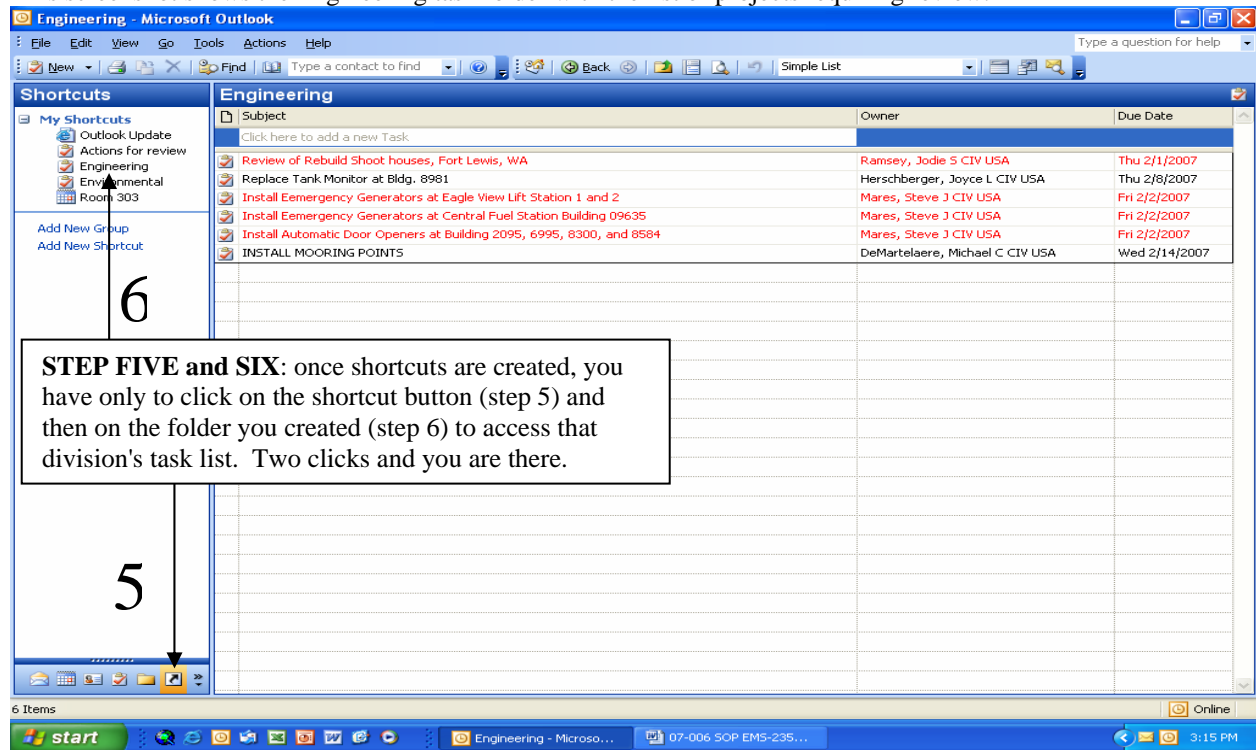 Engineering - Microsoft Outlook
File Edit View Go Tools Actions Help Type a question for help
New Find Type a contact to find Back Simple List
Shortcuts
My Shortcuts
Outlook Update
Actions for review
Engineering
Environmental
Room 303
Add New Group
Add New Shortcut
Engineering
Subject Owner Due Date
Click here to add a new Task
Review of Rebuild Shoot houses, Fort Lewis, WA Ramsey, Jodie S CIV USA Thu 2/1/2007
Replace Tank Monitor at Bldg. 8981 Herschberger, Joyce L CIV USA Thu 2/8/2007
Install Eemergency Generators at Eagle View Lift Station 1 and 2 Mares, Steve J CIV USA Fri 2/2/2007
Install Eemergency Generators at Central Fuel Station Building 09635 Mares, Steve J CIV USA Fri 2/2/2007
Install Automatic Door Openers at Building 2095, 6995, 8300, and 8584 Mares, Steve J CIV USA Fri 2/2/2007
INSTALL MOORING POINTS DeMartelaere, Michael C CIV USA Wed 2/14/2007
6
STEP FIVE and SIX: once shortcuts are created, you
have only to click on the shortcut button (step 5) and
then on the folder you created (step 6) to access that
division's task list. Two clicks and you are there.
5
6 Items Online
start Engineering - Microso... 07-006 SOP EMS-235... 3:15 PM